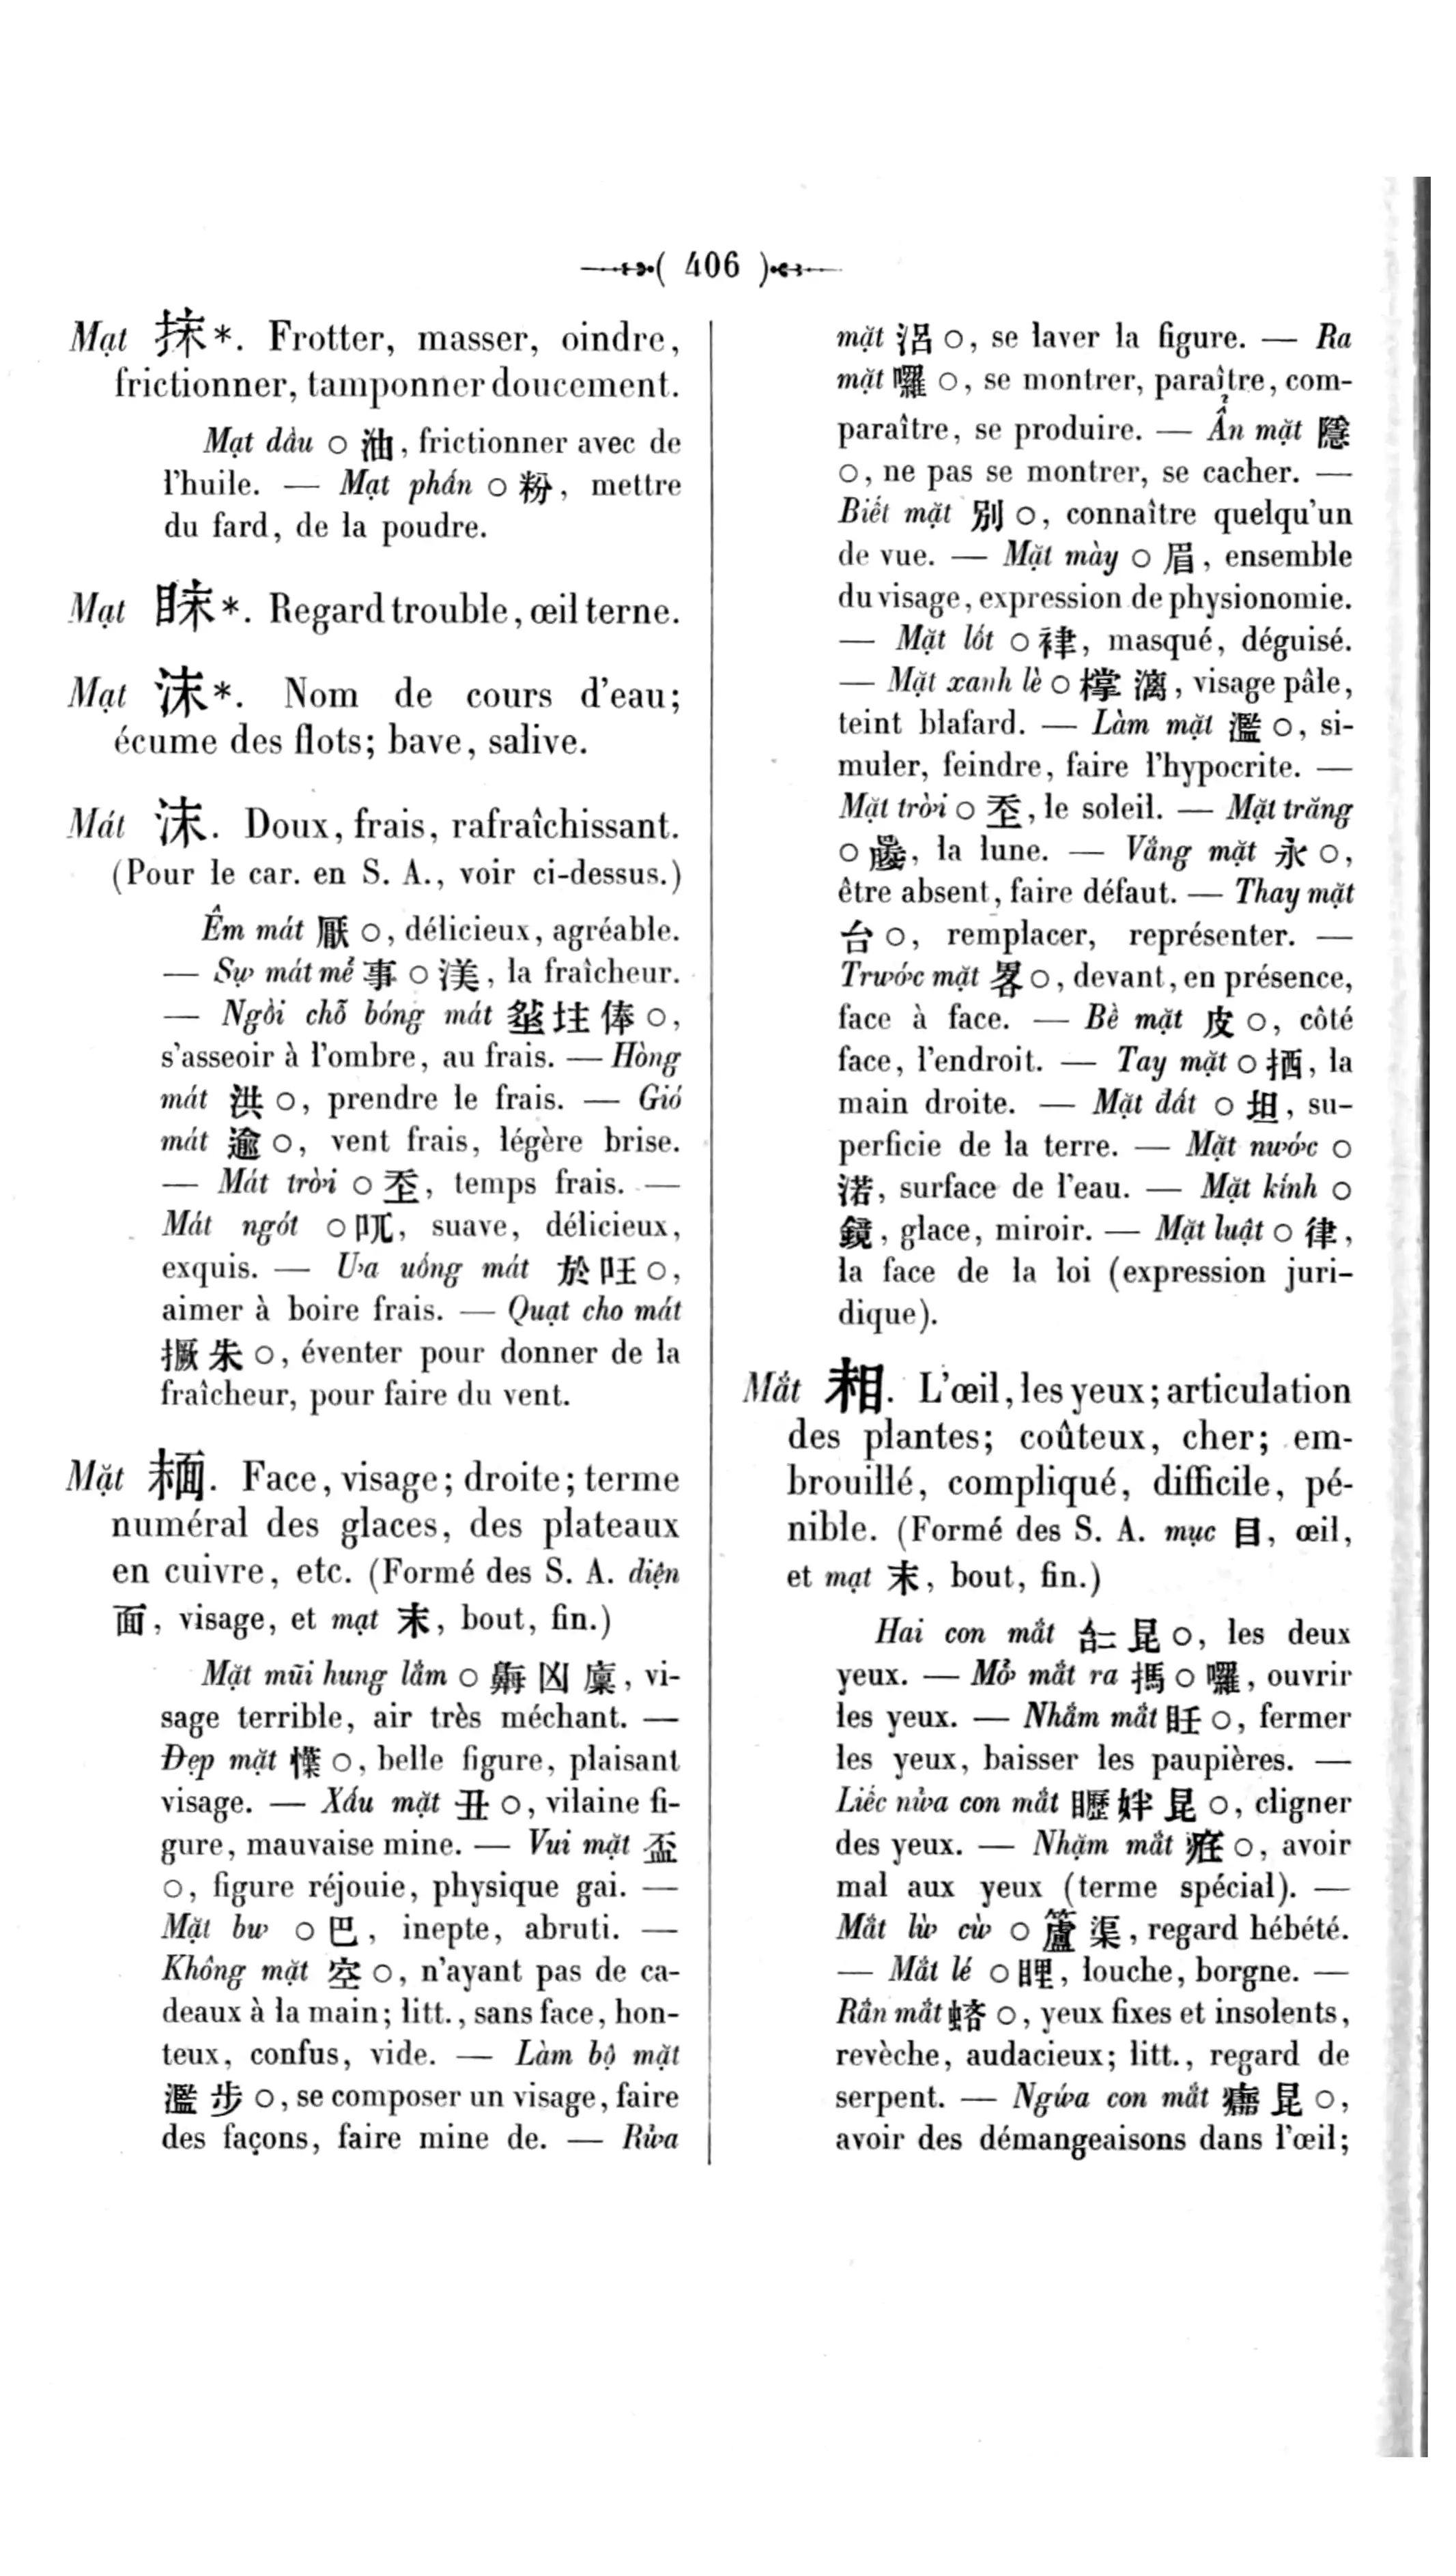 ( 406 )
Mạt 抹*. Frotter, masser, oindre,
frictionner, tamponner doucement.
Mạt dầu ○ 油, frictionner avec de
l'huile. — Mạt phấn ○ 粉, mettre
du fard, de la poudre.
Mạt 眜*. Regard trouble, œil terne.
Mạt 沫*. Nom de cours d'eau;
écume des flots; bave, salive.
Mát 沫. Doux, frais, rafraîchissant.
(Pour le car. en S. A., voir ci-dessus.)
Êm mát 厭 ○, délicieux, agréable.
— Sự mát mẻ 事 ○ 渼, la fraîcheur.
— Ngồi chỗ bóng mát 㘴 拄 俸 ○,
s'asseoir à l'ombre, au frais. — Hòng
mát 洪 ○, prendre le frais. — Gió
mát 逾 ○, vent frais, légère brise.
— Mát trời ○ 𡗶, temps frais. —
Mát ngót ○ 吪, suave, délicieux,
exquis. — Ưa uống mát 於 旺 ○,
aimer à boire frais. — Quạt cho mát
撅 朱 ○, éventer pour donner de la
fraîcheur, pour faire du vent.
Mặt 𩈘. Face, visage; droite; terme
numéral des glaces, des plateaux
en cuivre, etc. (Formé des S. A. diện
面, visage, et mạt 末, bout, fin.)
Mặt mũi hung lắm ○ 𪖫 凶 廩, vi-
sage terrible, air très méchant. —
Đẹp mặt ○, belle figure, plaisant
visage. — Xấu mặt 丑 ○, vilaine fi-
gure, mauvaise mine. — Vui mặt 盃
○, figure réjouie, physique gai. —
Mặt bư ○ 巴, inepte, abruti. —
Không mặt 空 ○, n'ayant pas de ca-
deaux à la main; litt., sans face, hon-
teux, confus, vide. — Làm bộ mặt
濫 步 ○, se composer un visage, faire
des façons, faire mine de. — Rửa
mặt 㳶 ○, se laver la figure. — Ra
mặt 囉 ○, se montrer, paraître, com-
paraître, se produire. — Ẩn mặt 隱
○, ne pas se montrer, se cacher. —
Biết mặt 別 ○, connaître quelqu'un
de vue. — Mặt mày ○ 眉, ensemble
du visage, expression de physionomie.
— Mặt lốt ○, masqué, déguisé.
— Mặt xanh lè ○ 撑 漓, visage pâle,
teint blafard. — Làm mặt 濫 ○, si-
muler, feindre, faire l'hypocrite. —
Mặt trời ○ 𡗶, le soleil. — Mặt trăng
○, la lune. — Vắng mặt 永 ○,
être absent, faire défaut. — Thay mặt
台 ○, remplacer, représenter. —
Trước mặt 畧 ○, devant, en présence,
face à face. — Bề mặt 皮 ○, côté
face, l'endroit. — Tay mặt ○ 拪, la
main droite. — Mặt đất ○ 坦, su-
perficie de la terre. — Mặt nước ○
渃, surface de l'eau. — Mặt kính ○
鏡, glace, miroir. — Mặt luật ○ 律,
la face de la loi (expression juri-
dique).
Mắt 相. L'œil, les yeux; articulation
des plantes; coûteux, cher; em-
brouillé, compliqué, difficile, pé-
nible. (Formé des S. A. mục 目, œil,
et mạt 末, bout, fin.)
Hai con mắt 𠄩 昆 ○, les deux
yeux. — Mở mắt ra 搗 ○ 囉, ouvrir
les yeux. — Nhắm mắt 𥄮 ○, fermer
les yeux, baisser les paupières. —
Liếc nửa con mắt 姅 昆 ○, cligner
des yeux. — Nhặm mắt ○, avoir
mal aux yeux (terme spécial). —
Mắt lừ cừ ○ 籚 渠, regard hébété.
— Mắt lé ○ 睈, louche, borgne. —
Rắn mắt ○, yeux fixes et insolents,
revèche, audacieux; litt., regard de
serpent. — Ngứa con mắt 昆 ○,
avoir des démangeaisons dans l'œil;